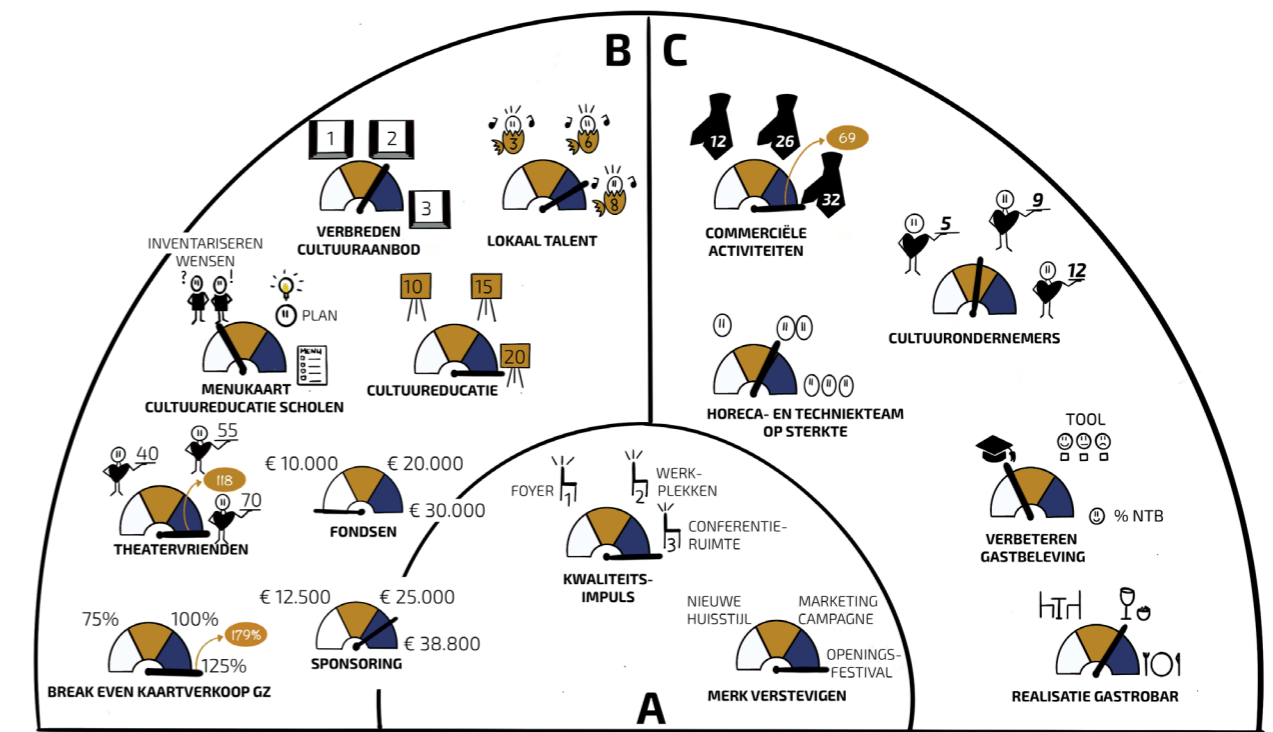 B
C
1
2
3
VERBREDEN
CULTUURAANBOD
3
6
8
LOKAAL TALENT
INVENTARISEREN
WENSEN
?
!
PLAN
MENU
MENUKAART
CULTUUREDUCATIE SCHOLEN
10
15
20
CULTUUREDUCATIE
40
55
118
70
THEATERVRIENDEN
€ 10.000
€ 20.000
€ 30.000
FONDSEN
75%
100%
179%
125%
BREAK EVEN KAARTVERKOOP GZ
€ 12.500
€ 25.000
€ 38.800
SPONSORING
12
26
69
32
COMMERCIËLE
ACTIVITEITEN
5
9
12
CULTUURONDERNEMERS
HORECA- EN TECHNIEKTEAM
OP STERKTE
TOOL
% NTB
VERBETEREN
GASTBELEVING
REALISATIE GASTROBAR
FOYER
1
2
WERK-
PLEKKEN
3
CONFERENTIE-
RUIMTE
KWALITEITS-
IMPULS
NIEUWE
HUISSTIJL
MARKETING
CAMPAGNE
OPENINGS-
FESTIVAL
MERK VERSTEVIGEN
A